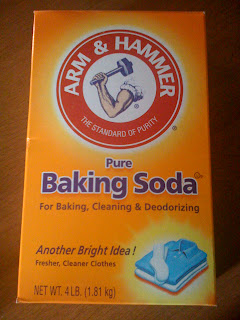 ARM & HAMMER
THE STANDARD OF PURITY
®
Pure
Baking Soda
For Baking, Cleaning & Deodorizing
Another Bright Idea!
Fresher, Cleaner Clothes
NET WT. 4 LB. (1.81 kg)